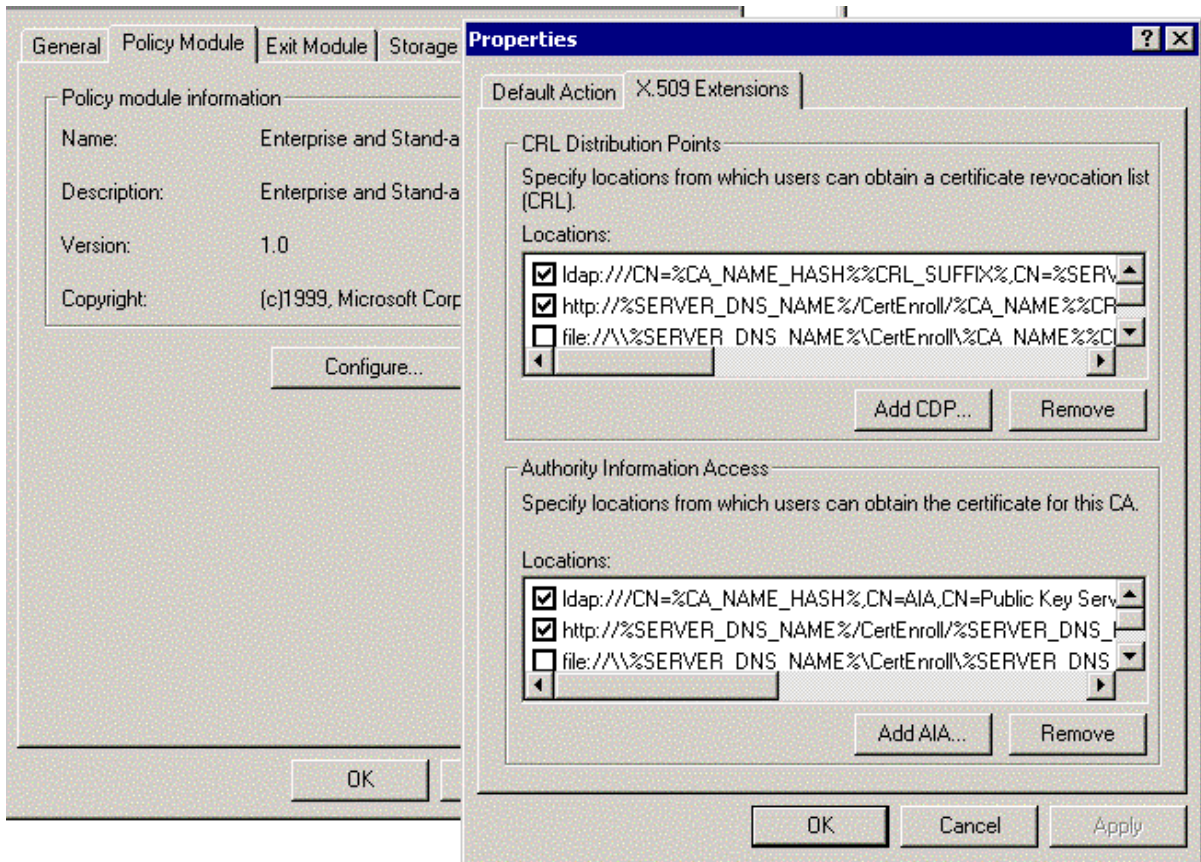 General Policy Module Exit Module Storage
Policy module information
Name: Enterprise and Stand-a
Description: Enterprise and Stand-a
Version: 1.0
Copyright: (c)1999, Microsoft Corp
Configure...
OK
Properties
Default Action X.509 Extensions
CRL Distribution Points
Specify locations from which users can obtain a certificate revocation list
(CRL).
Locations:
ldap:///CN=%CA_NAME_HASH%%CRL_SUFFIX%,CN=%SERV
http://%SERVER_DNS_NAME%/CertEnroll/%CA_NAME%%CR
file://\\%SERVER_DNS_NAME%\CertEnroll\%CA_NAME%%C
Add CDP... Remove
Authority Information Access
Specify locations from which users can obtain the certificate for this CA.
Locations:
ldap:///CN=%CA_NAME_HASH%,CN=AIA,CN=Public Key Serv
http://%SERVER_DNS_NAME%/CertEnroll/%SERVER_DNS_
file://\\%SERVER_DNS_NAME%\CertEnroll\%SERVER_DNS
Add AIA... Remove
OK Cancel Apply